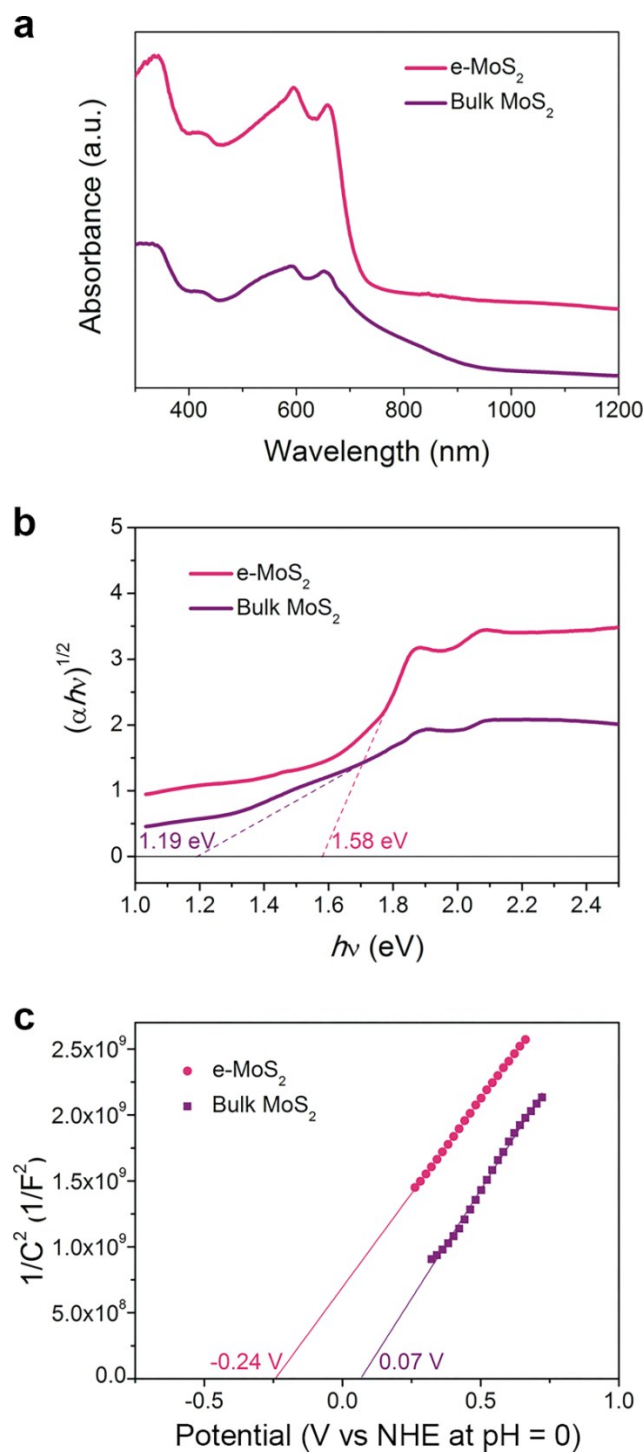 a
Absorbance (a.u.)
e-MoS₂
Bulk MoS₂
400 600 800 1000 1200
Wavelength (nm)
b
5
4
3
2
1
0
(αhν)^1/2
e-MoS₂
Bulk MoS₂
1.19 eV
1.58 eV
1.0 1.2 1.4 1.6 1.8 2.0 2.2 2.4
hν (eV)
c
2.5x10⁹
2.0x10⁹
1.5x10⁹
1.0x10⁹
5.0x10⁸
0.0
1/C² (1/F²)
e-MoS₂
Bulk MoS₂
-0.24 V
0.07 V
-0.5 0.0 0.5 1.0
Potential (V vs NHE at pH = 0)